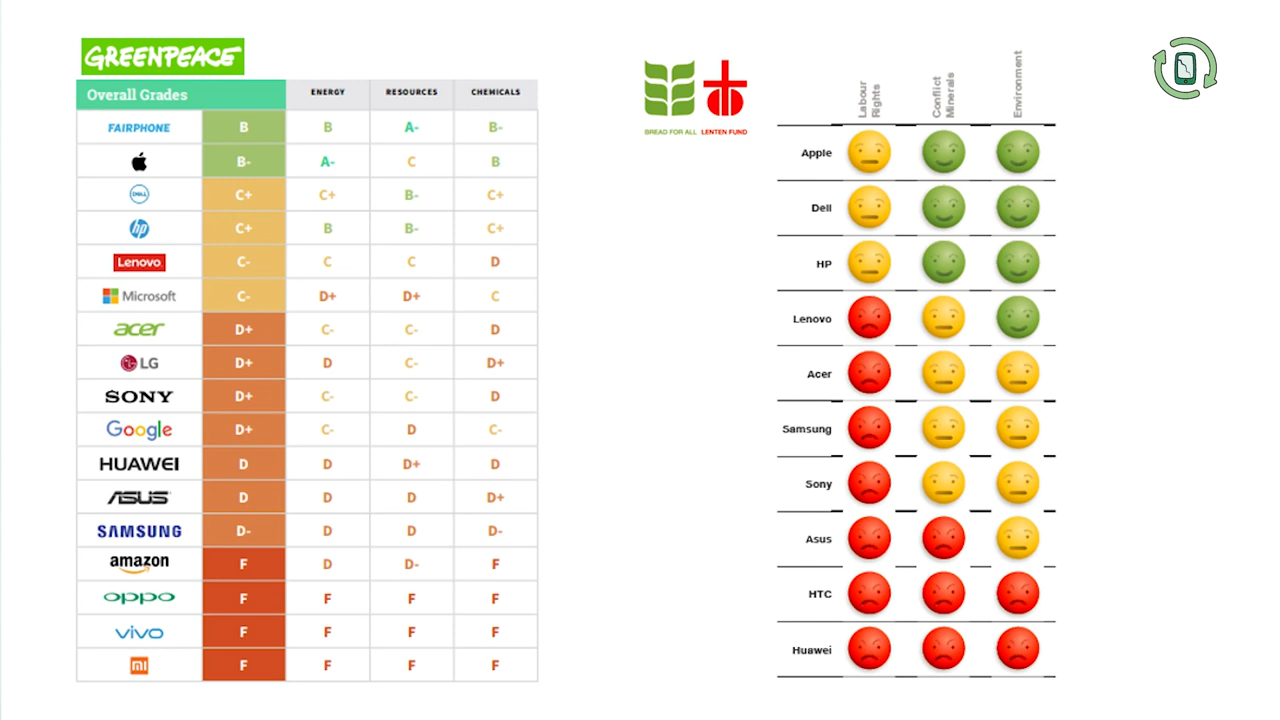 GREENPEACE
Overall Grades ENERGY RESOURCES CHEMICALS
FAIRPHONE B B A- B-
B- A- C B
DELL C+ C+ B- C+
hp C+ B B- C+
Lenovo C- C C D
Microsoft C- D+ D+ C
acer D+ C- C- D
LG D+ D C- D+
SONY D+ C- C- D
Google D+ C- D C-
HUAWEI D D D+ D
ASUS D D D D+
SAMSUNG D- D D D-
amazon F D D- F
oppo F F F F
vivo F F F F
MI F F F F
BREAD FOR ALL LENTEN FUND
Labour Rights
Conflict Minerals
Environment
Apple
Dell
HP
Lenovo
Acer
Samsung
Sony
Asus
HTC
Huawei